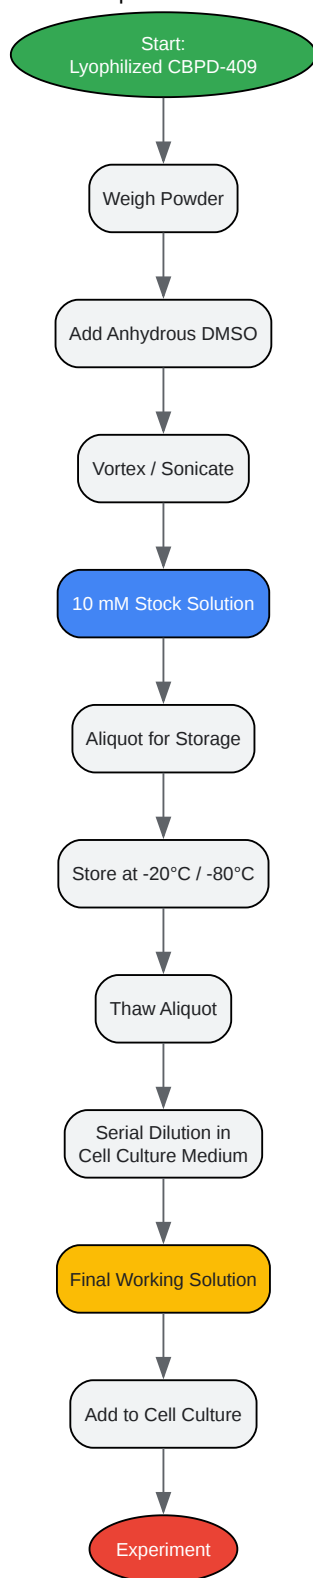 Start:
Lyophilized CBPD-409
Weigh Powder
Add Anhydrous DMSO
Vortex / Sonicate
10 mM Stock Solution
Aliquot for Storage
Store at -20°C / -80°C
Thaw Aliquot
Serial Dilution in
Cell Culture Medium
Final Working Solution
Add to Cell Culture
Experiment